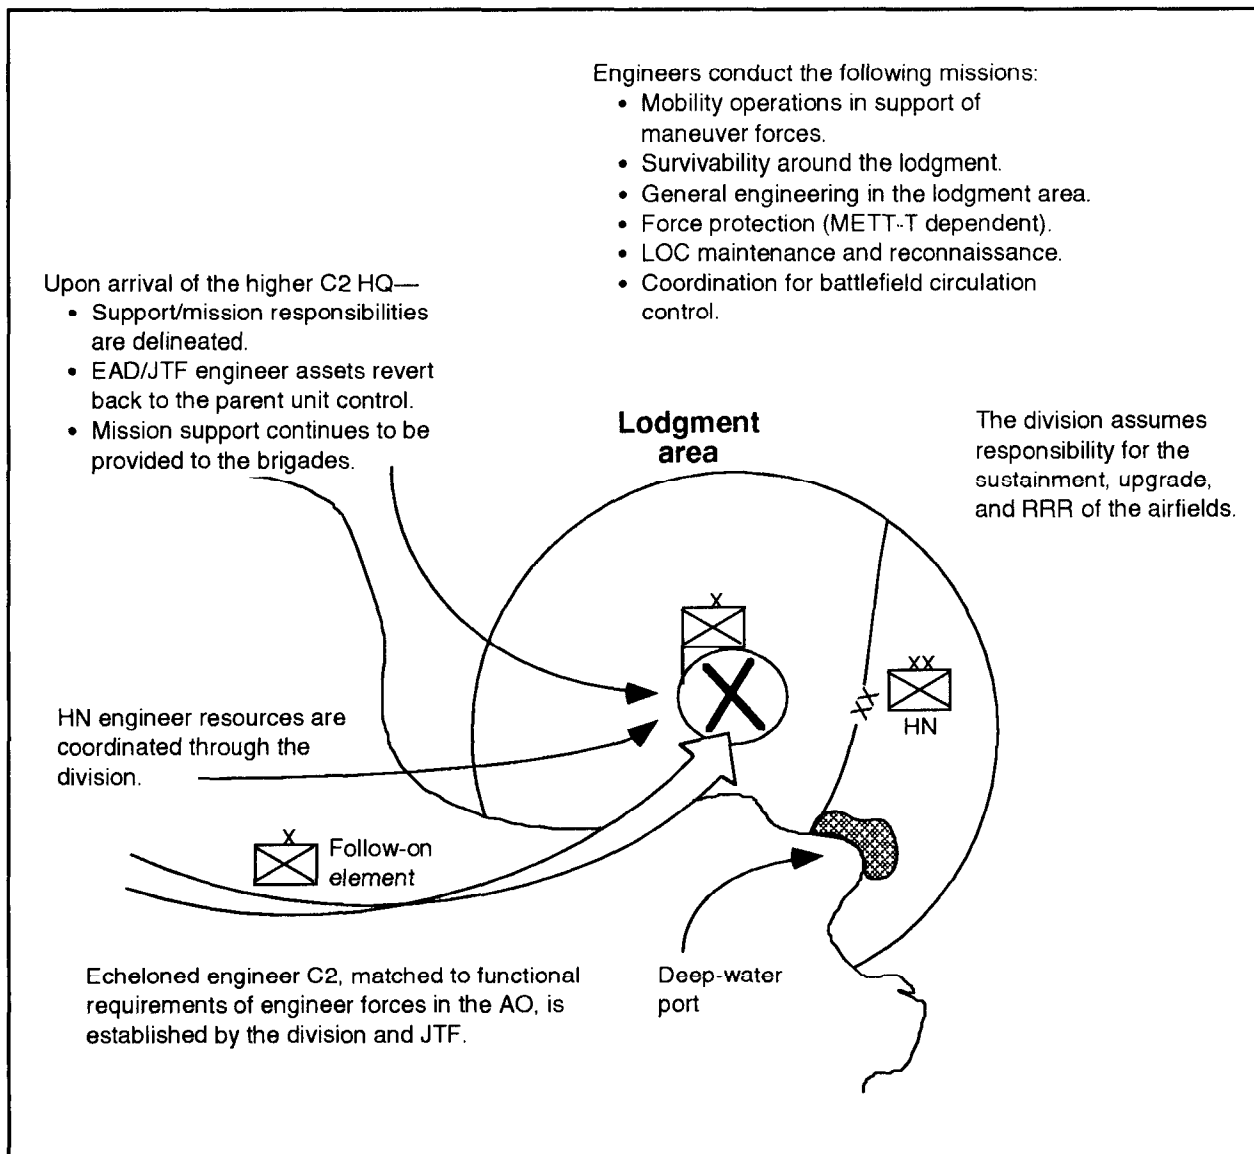 Engineers conduct the following missions:
• Mobility operations in support of
maneuver forces.
• Survivability around the lodgment.
• General engineering in the lodgment area.
• Force protection (METT-T dependent).
• LOC maintenance and reconnaissance.
• Coordination for battlefield circulation
control.
Upon arrival of the higher C2 HQ—
• Support/mission responsibilities
are delineated.
• EAD/JTF engineer assets revert
back to the parent unit control.
• Mission support continues to be
provided to the brigades.
Lodgment
area
The division assumes
responsibility for the
sustainment, upgrade,
and RRR of the airfields.
X
XX
HN
XX
HN engineer resources are
coordinated through the
division.
X
Follow-on
element
Echeloned engineer C2, matched to functional
requirements of engineer forces in the AO, is
established by the division and JTF.
Deep-water
port